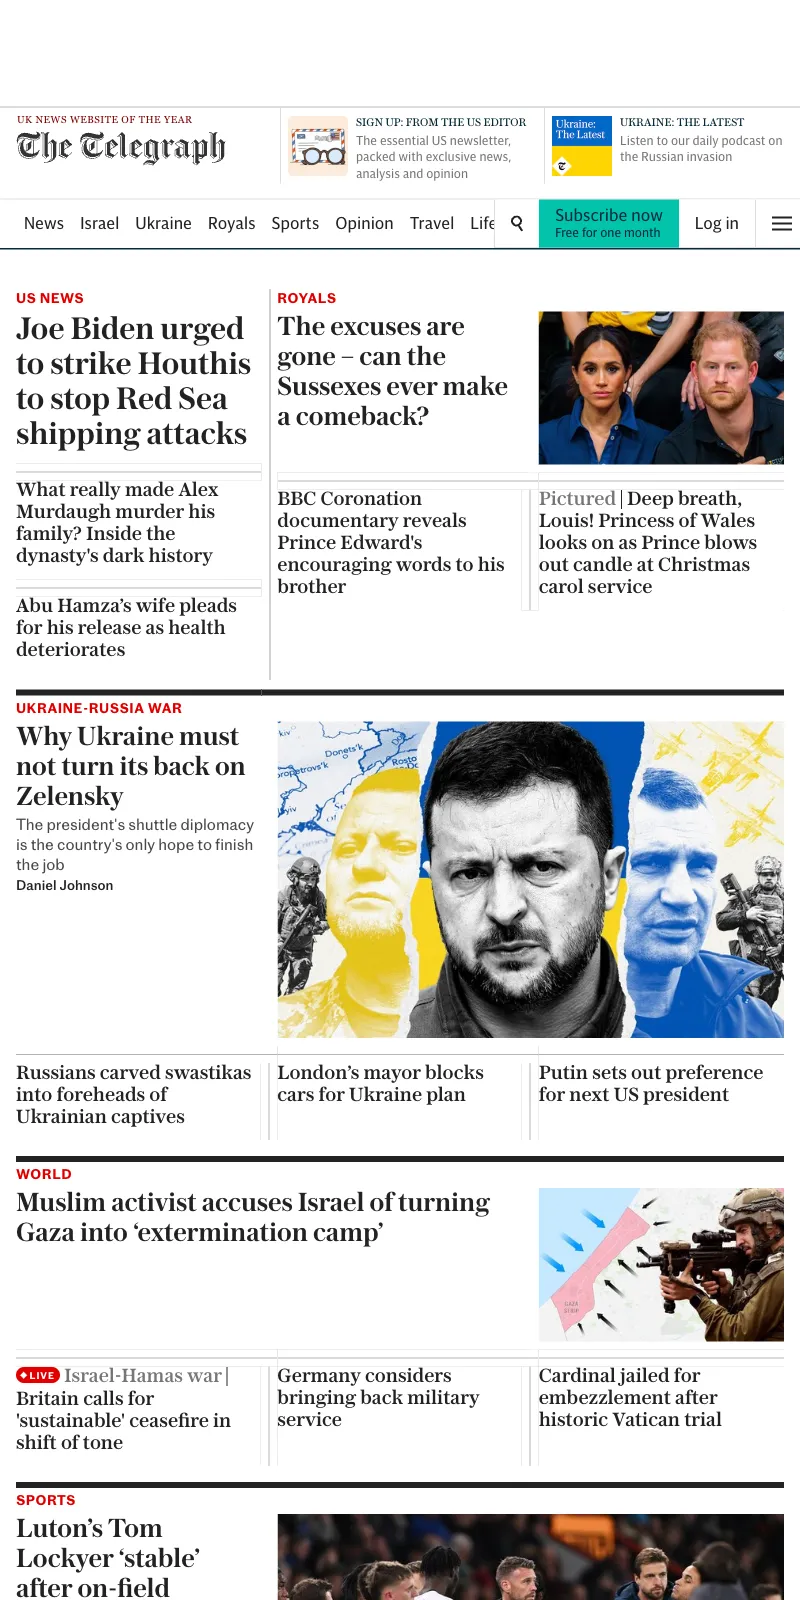 UK NEWS WEBSITE OF THE YEAR
The Telegraph
SIGN UP: FROM THE US EDITOR
The essential US newsletter,
packed with exclusive news,
analysis and opinion
Ukraine:
The Latest
UKRAINE: THE LATEST
Listen to our daily podcast on
the Russian invasion
News Israel Ukraine Royals Sports Opinion Travel Life
Subscribe now
Free for one month
Log in
US NEWS
Joe Biden urged
to strike Houthis
to stop Red Sea
shipping attacks
What really made Alex
Murdaugh murder his
family? Inside the
dynasty's dark history
Abu Hamza’s wife pleads
for his release as health
deteriorates
ROYALS
The excuses are
gone – can the
Sussexes ever make
a comeback?
BBC Coronation
documentary reveals
Prince Edward's
encouraging words to his
brother
Pictured | Deep breath,
Louis! Princess of Wales
looks on as Prince blows
out candle at Christmas
carol service
UKRAINE-RUSSIA WAR
Why Ukraine must
not turn its back on
Zelensky
The president's shuttle diplomacy
is the country's only hope to finish
the job
Daniel Johnson
Donets'k
Russians carved swastikas
into foreheads of
Ukrainian captives
London’s mayor blocks
cars for Ukraine plan
Putin sets out preference
for next US president
WORLD
Muslim activist accuses Israel of turning
Gaza into ‘extermination camp’
GAZA
STRIP
LIVE Israel-Hamas war |
Britain calls for
'sustainable' ceasefire in
shift of tone
Germany considers
bringing back military
service
Cardinal jailed for
embezzlement after
historic Vatican trial
SPORTS
Luton’s Tom
Lockyer ‘stable’
after on-field